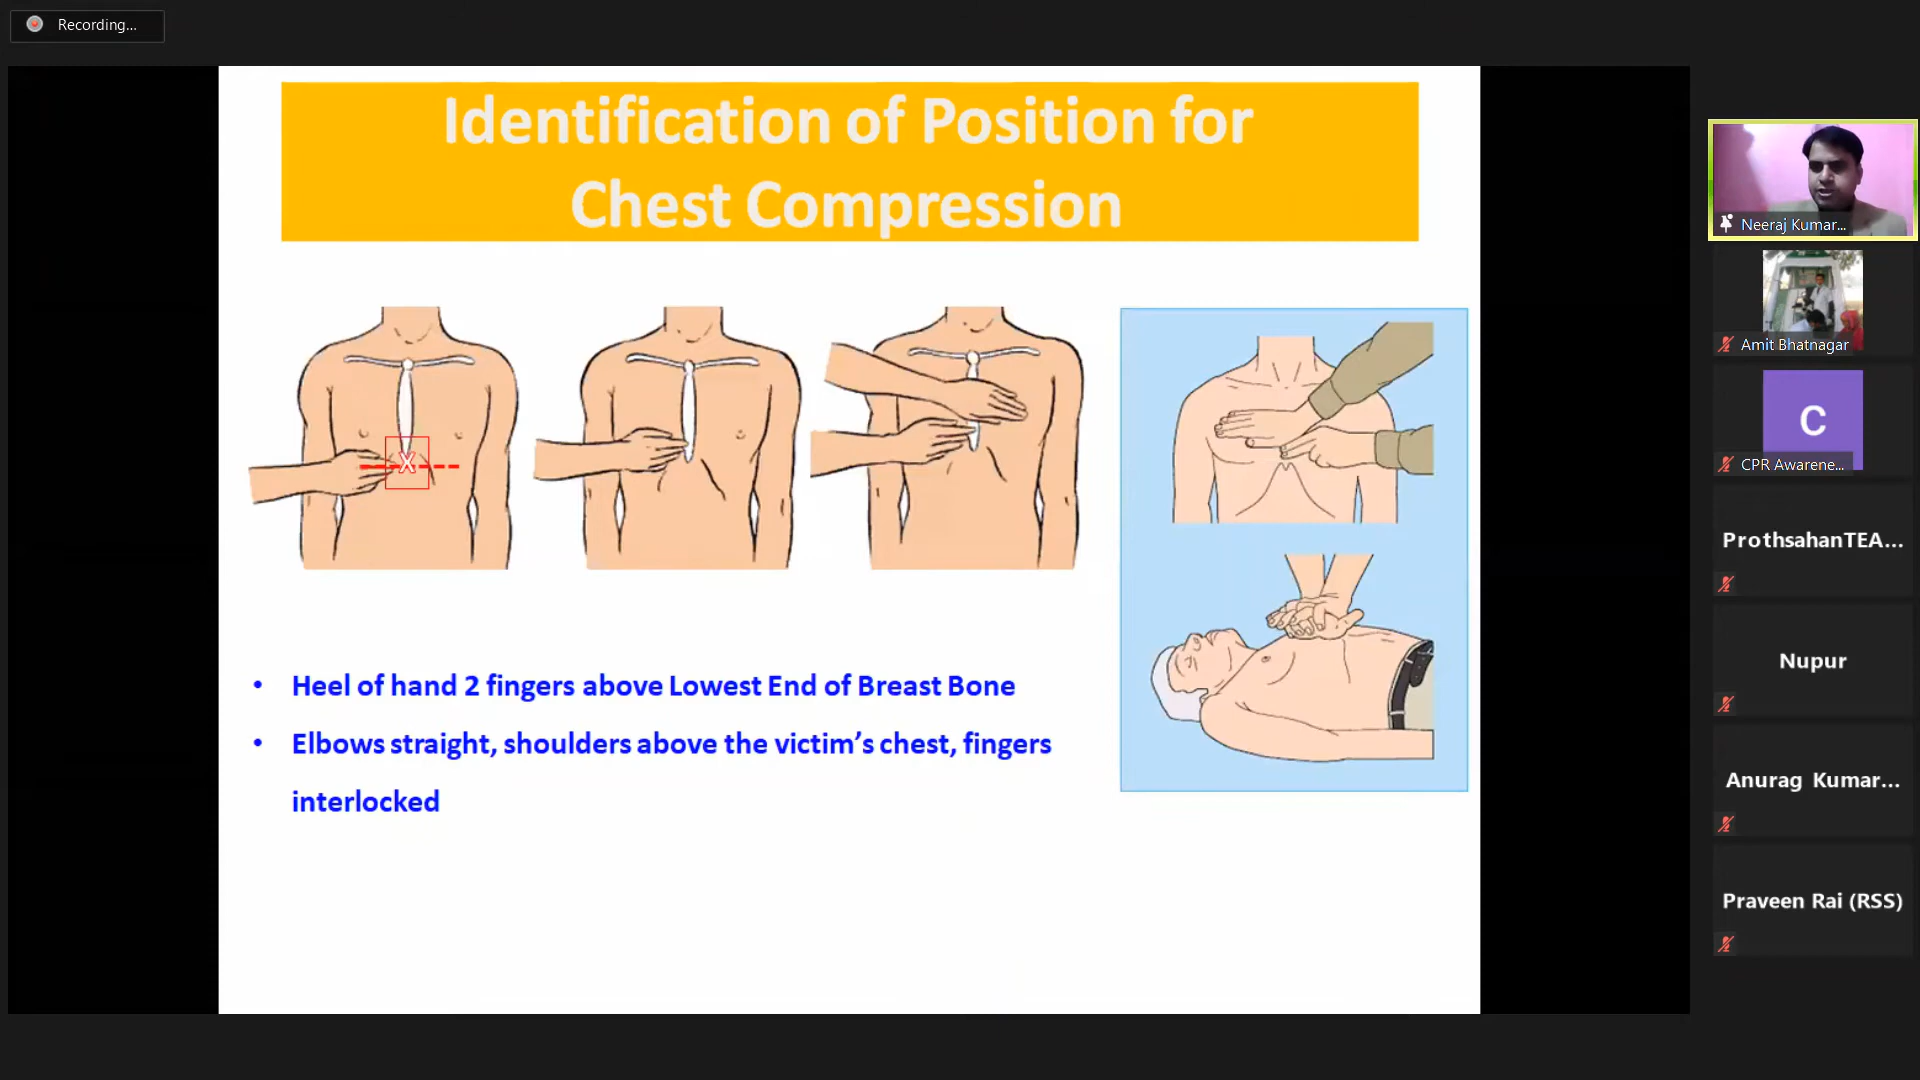 Recording...
Identification of Position for
Chest Compression
X
• Heel of hand 2 fingers above Lowest End of Breast Bone
• Elbows straight, shoulders above the victim's chest, fingers
interlocked
Neeraj Kumar...
Amit Bhatnagar
C
CPR Awarene...
ProthsahanTEA...
Nupur
Anurag Kumar...
Praveen Rai (RSS)